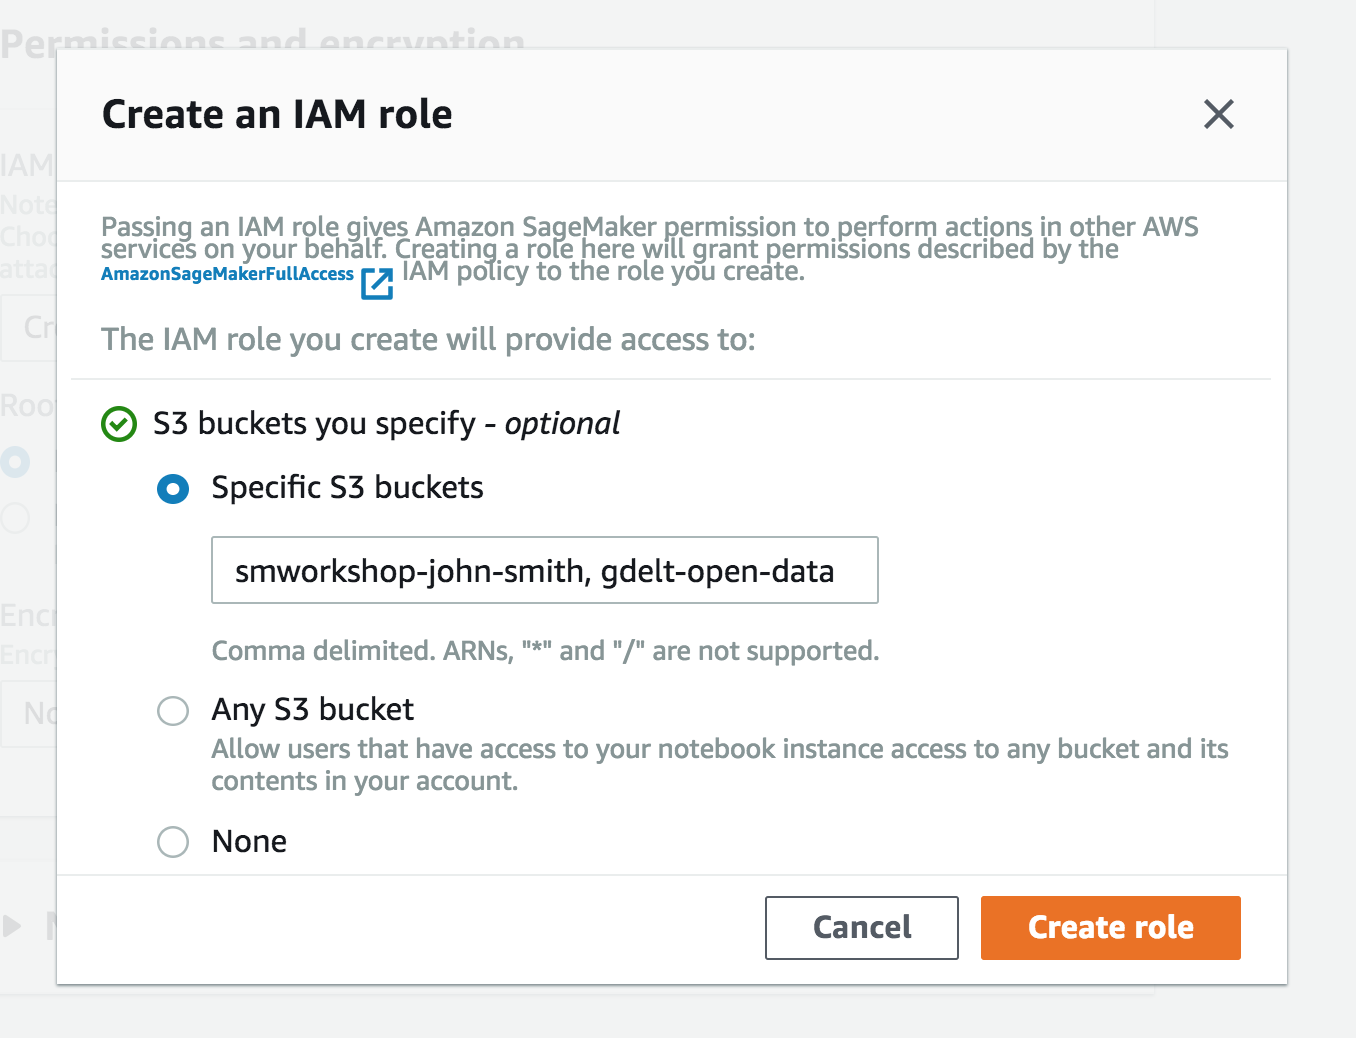 Permissions and encryption
Create an IAM role
IAM
Note
Choo
attac
Passing an IAM role gives Amazon SageMaker permission to perform actions in other AWS
services on your behalf. Creating a role here will grant permissions described by the
AmazonSageMakerFullAccess IAM policy to the role you create.
Cre
The IAM role you create will provide access to:
Roo
S3 buckets you specify - optional
Specific S3 buckets
smworkshop-john-smith, gdelt-open-data
Encr
Comma delimited. ARNs, "*" and "/" are not supported.
Encry
No
Any S3 bucket
Allow users that have access to your notebook instance access to any bucket and its
contents in your account.
None
Cancel
Create role